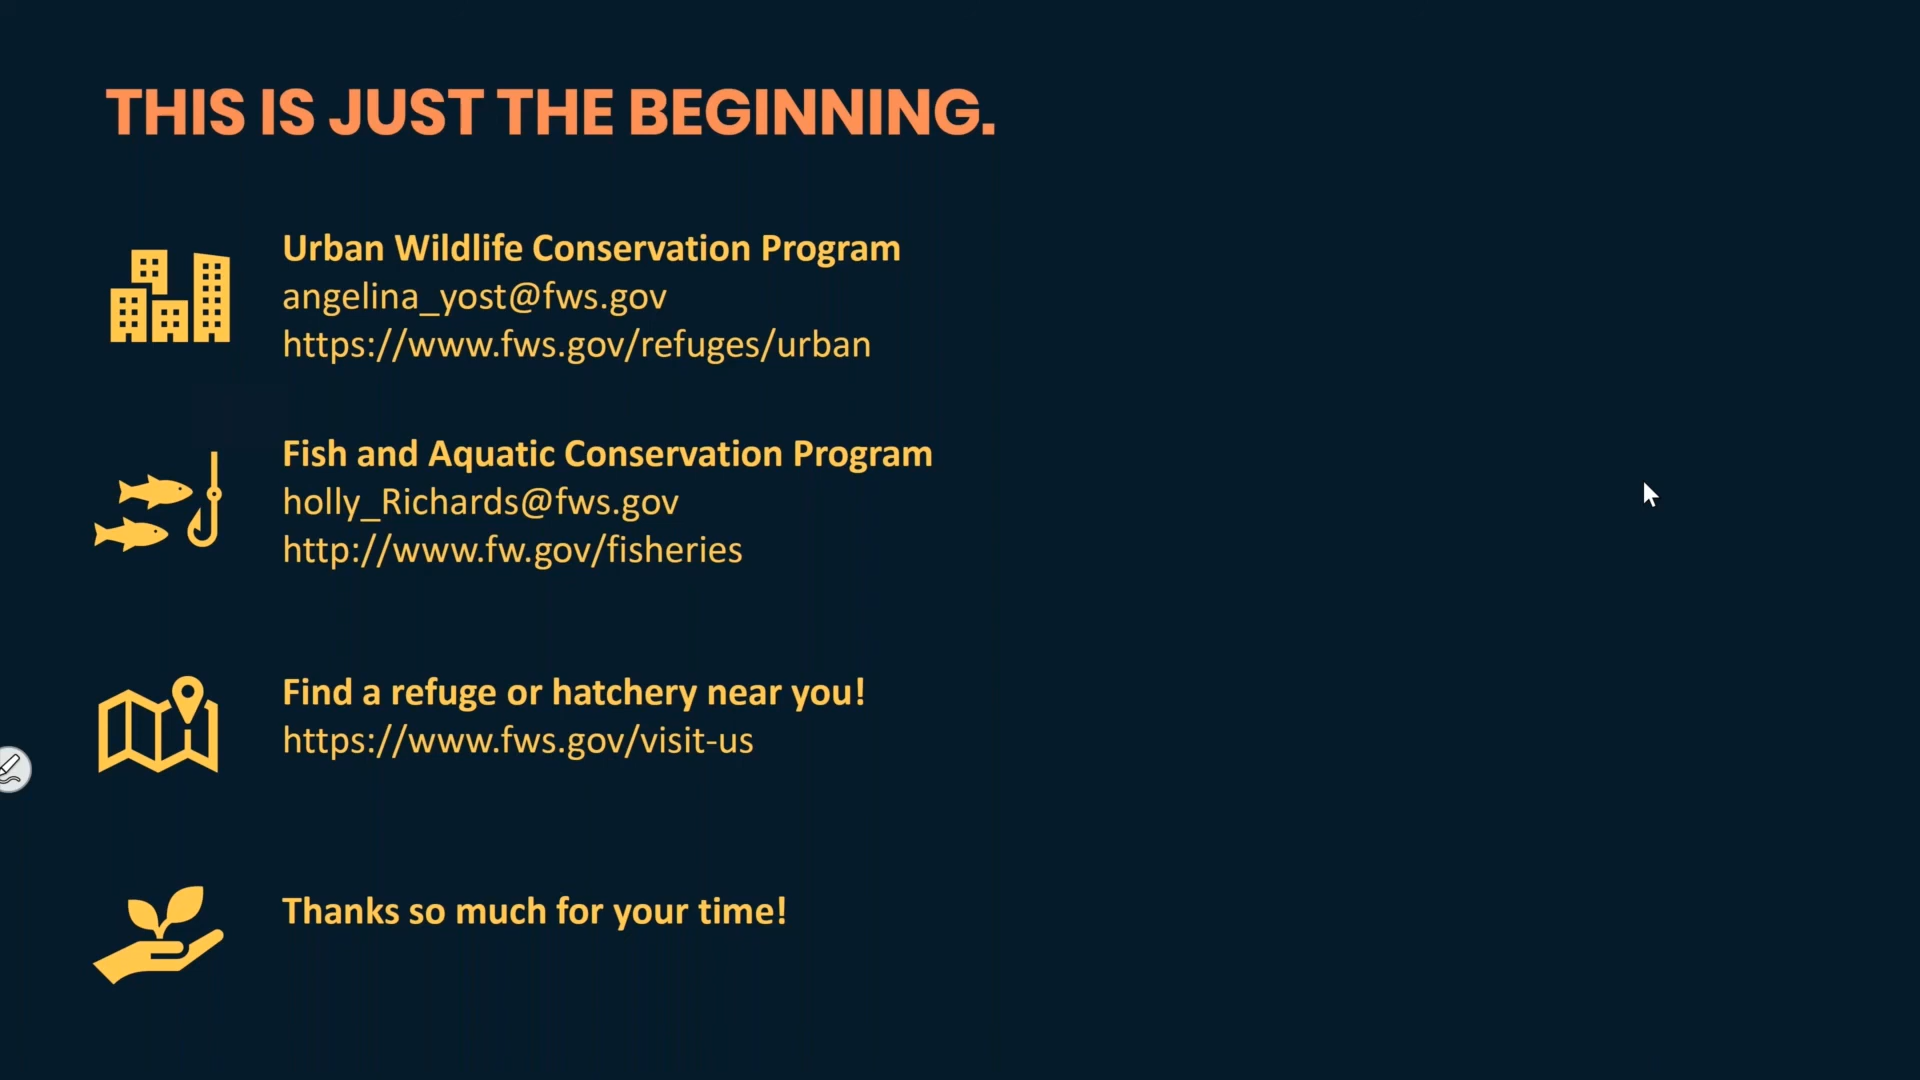 THIS IS JUST THE BEGINNING.
Urban Wildlife Conservation Program
angelina_yost@fws.gov
https://www.fws.gov/refuges/urban
Fish and Aquatic Conservation Program
holly_Richards@fws.gov
http://www.fw.gov/fisheries
Find a refuge or hatchery near you!
https://www.fws.gov/visit-us
Thanks so much for your time!